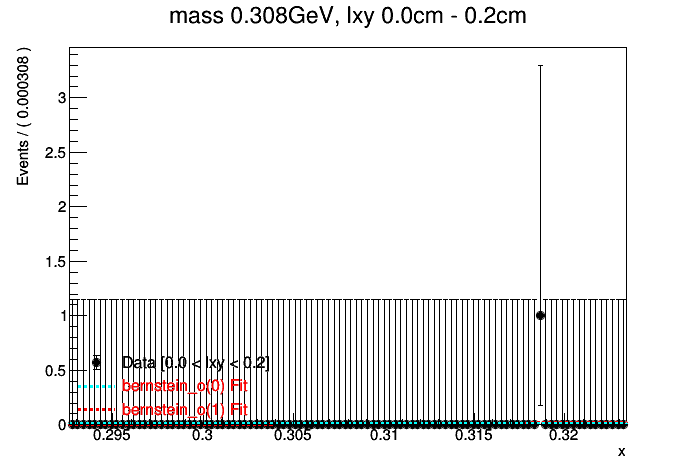 mass 0.308GeV, lxy 0.0cm - 0.2cm
Events / ( 0.000308 )
3
2.5
2
1.5
1
0.5
0
Data [0.0 < lxy < 0.2]
bernstein_o(0) Fit
bernstein_o(1) Fit
0.295 0.3 0.305 0.31 0.315 0.32
x